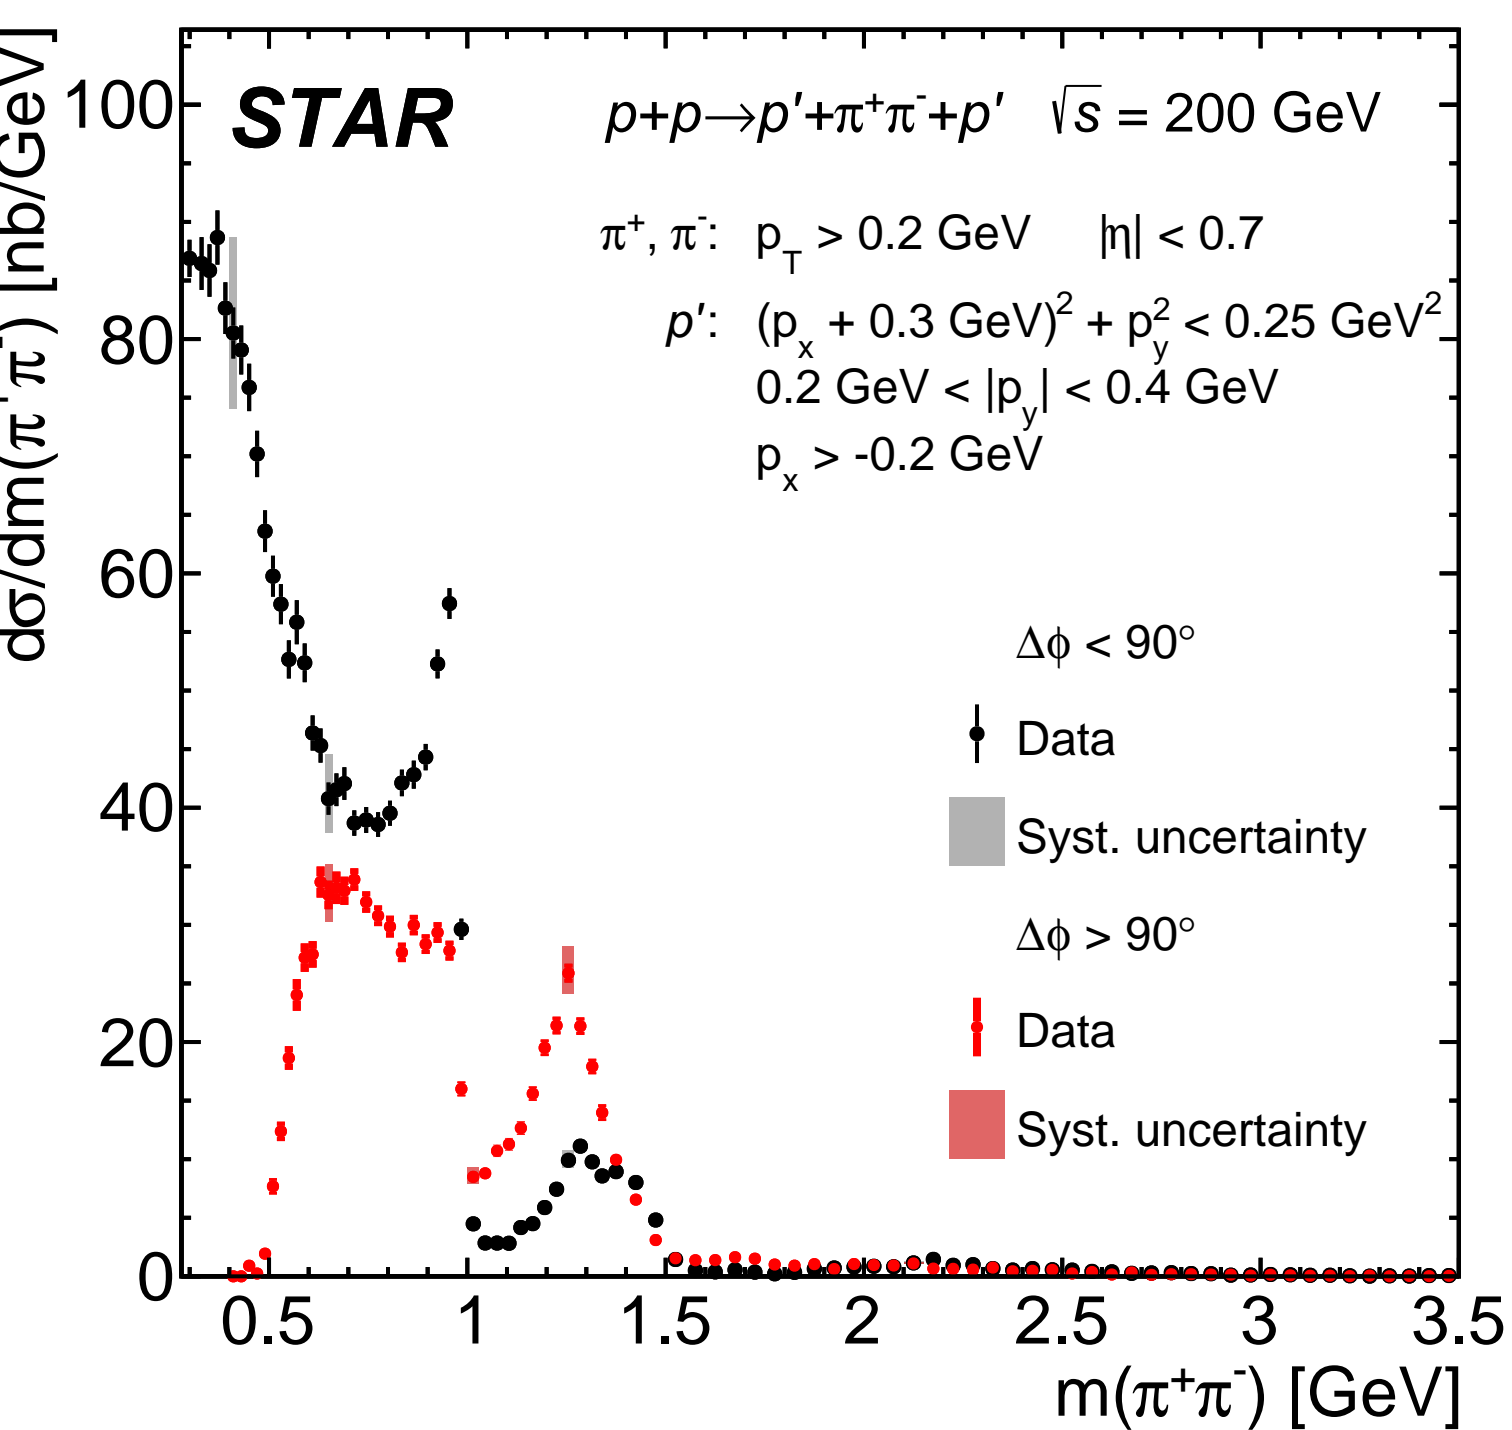 dσ/dm(π⁺π⁻) [nb/GeV]
100
80
60
40
20
0
STAR
p+p→p′+π⁺π⁻+p′ √s = 200 GeV
π⁺, π⁻: p_T > 0.2 GeV |η| < 0.7
p′: (p_x + 0.3 GeV)² + p_y² < 0.25 GeV²
0.2 GeV < |p_y| < 0.4 GeV
p_x > -0.2 GeV
Δϕ < 90°
Data
Syst. uncertainty
Δϕ > 90°
Data
Syst. uncertainty
0.5 1 1.5 2 2.5 3 3.5
m(π⁺π⁻) [GeV]